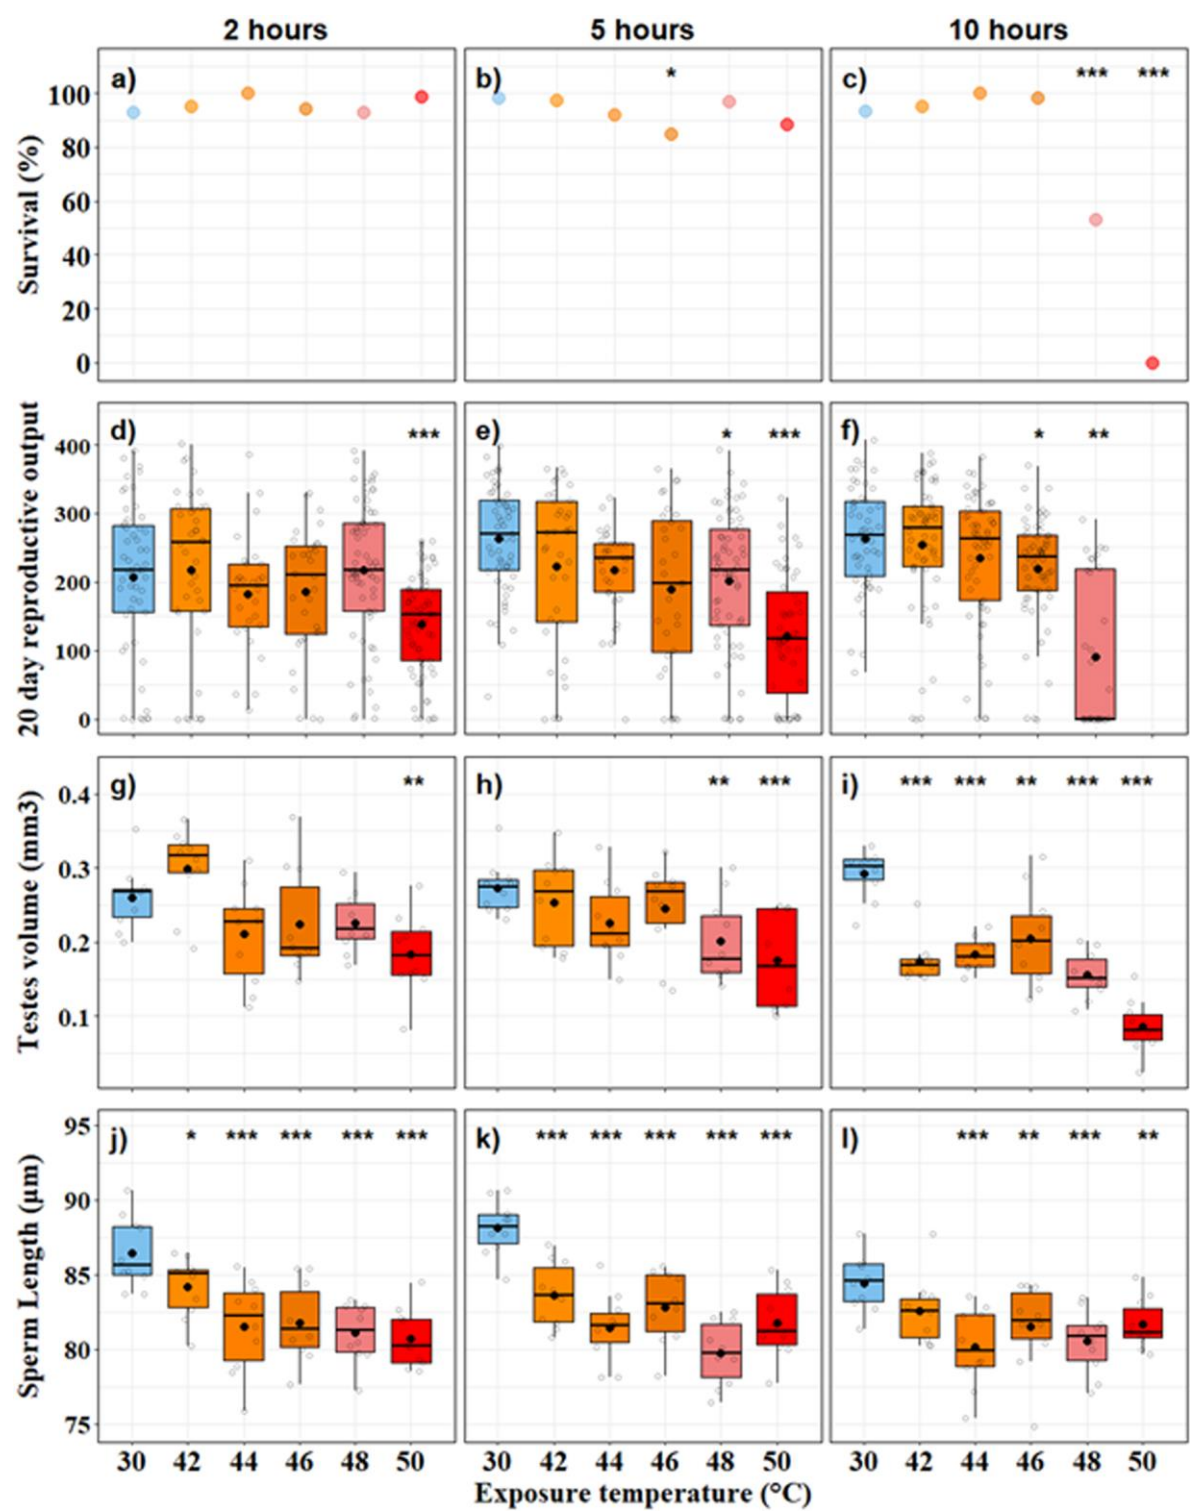 2 hours 5 hours 10 hours
a) b) * c) *** ***
Survival (%)
100
80
60
40
20
0
d) *** e) * *** f) * **
20 day reproductive output
400
300
200
100
0
g) ** h) ** *** i) *** *** ** *** ***
Testes volume (mm3)
0.4
0.3
0.2
0.1
j) * *** *** *** *** k) *** *** *** *** *** l) *** ** *** **
Sperm Length (µm)
95
90
85
80
75
30 42 44 46 48 50 30 42 44 46 48 50 30 42 44 46 48 50
Exposure temperature (°C)